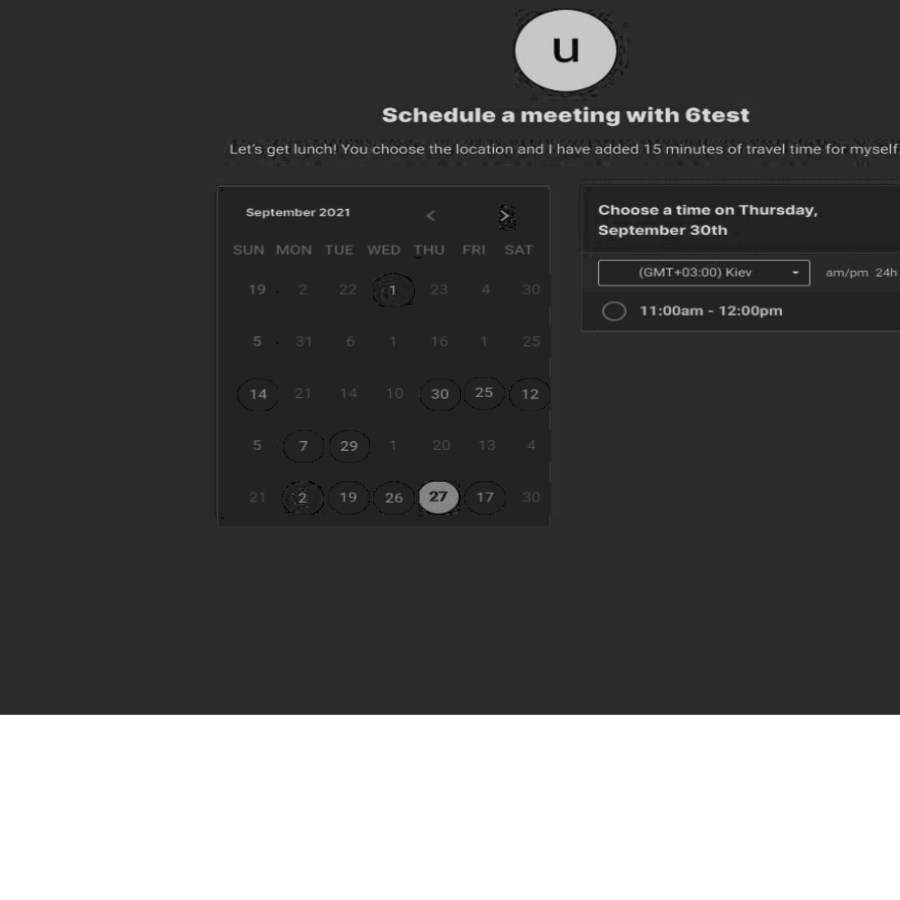 u
Schedule a meeting with 6test
Let's get lunch! You choose the location and I have added 15 minutes of travel time for myself.
September 2021 < >
SUN MON TUE WED THU FRI SAT
19 2 22 1 23 4 30
5 31 6 1 16 1 25
14 21 14 10 30 25 12
5 7 29 1 20 13 4
21 2 19 26 27 17 30
Choose a time on Thursday,
September 30th
(GMT+03:00) Kiev am/pm 24h
11:00am - 12:00pm